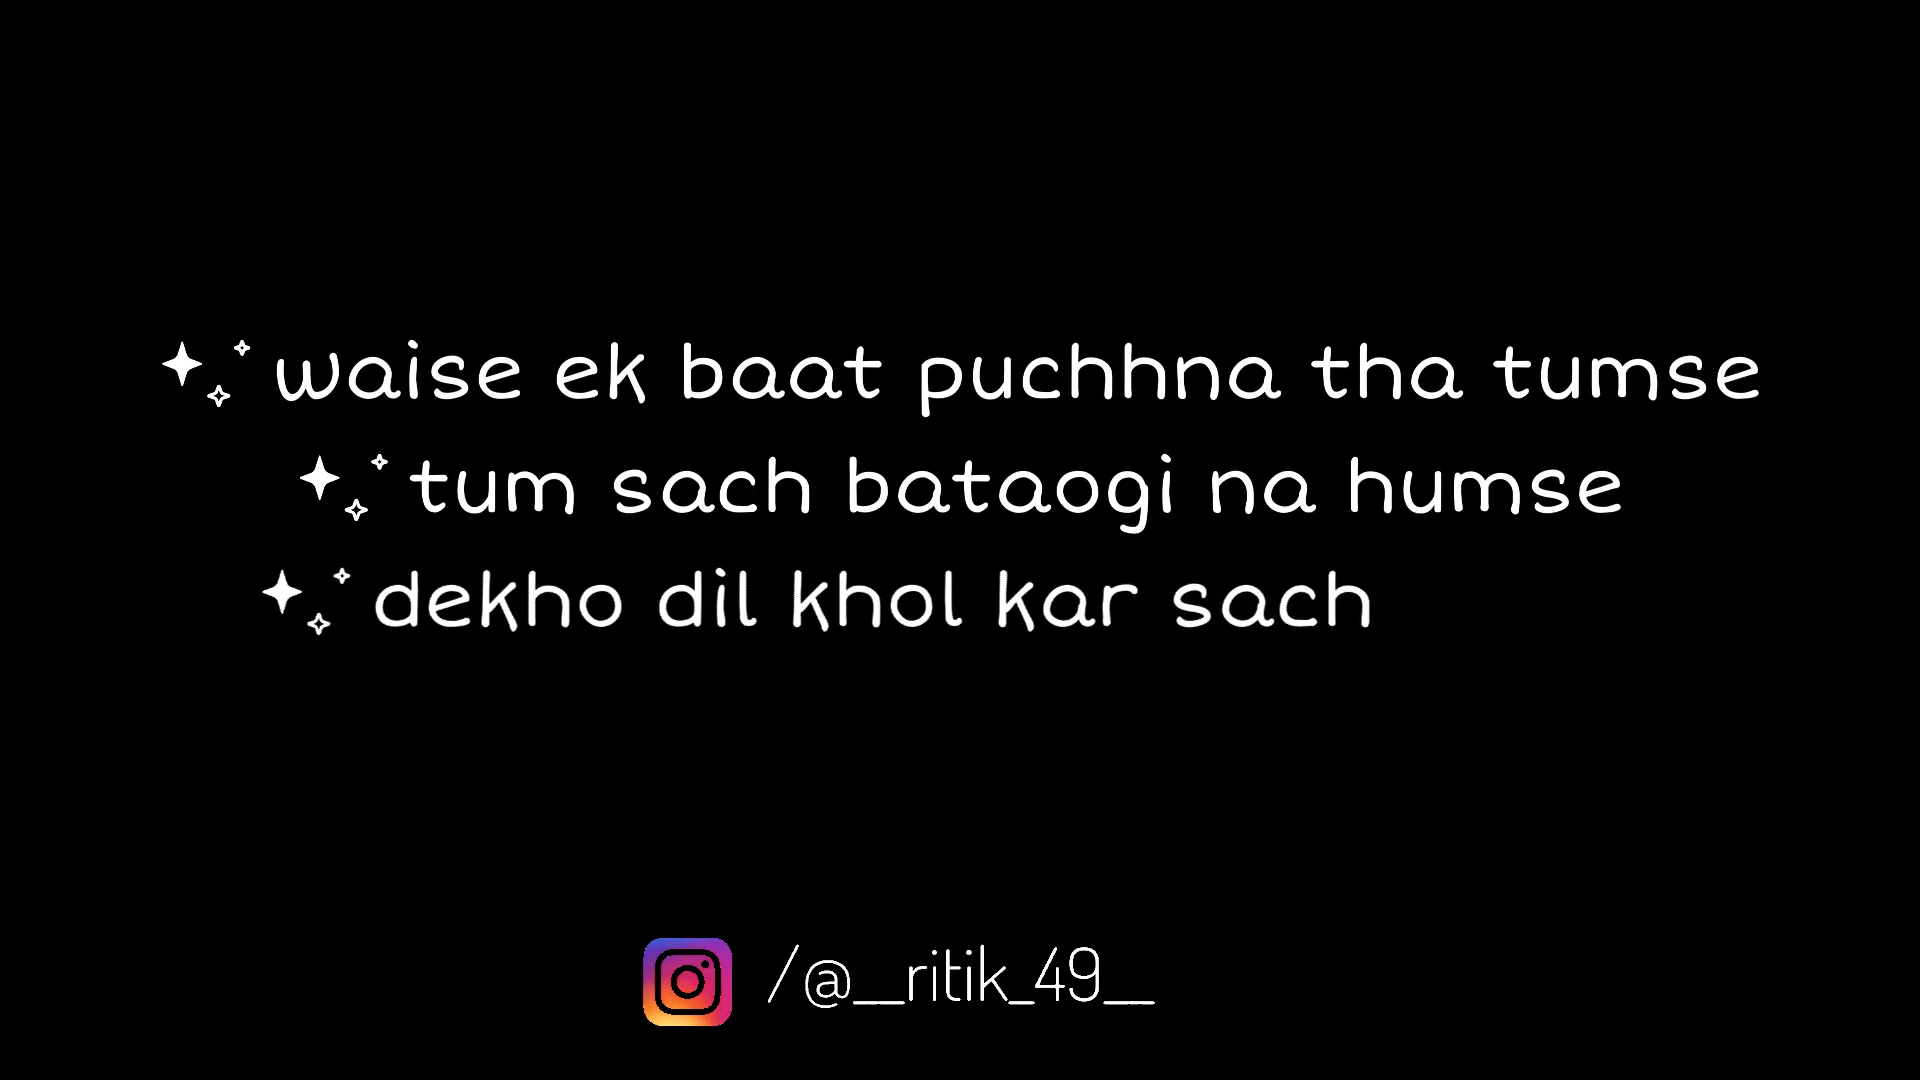 waise ek baat puchhna tha tumse
tum sach bataogi na humse
dekho dil khol kar sach
/@__ritik_49__